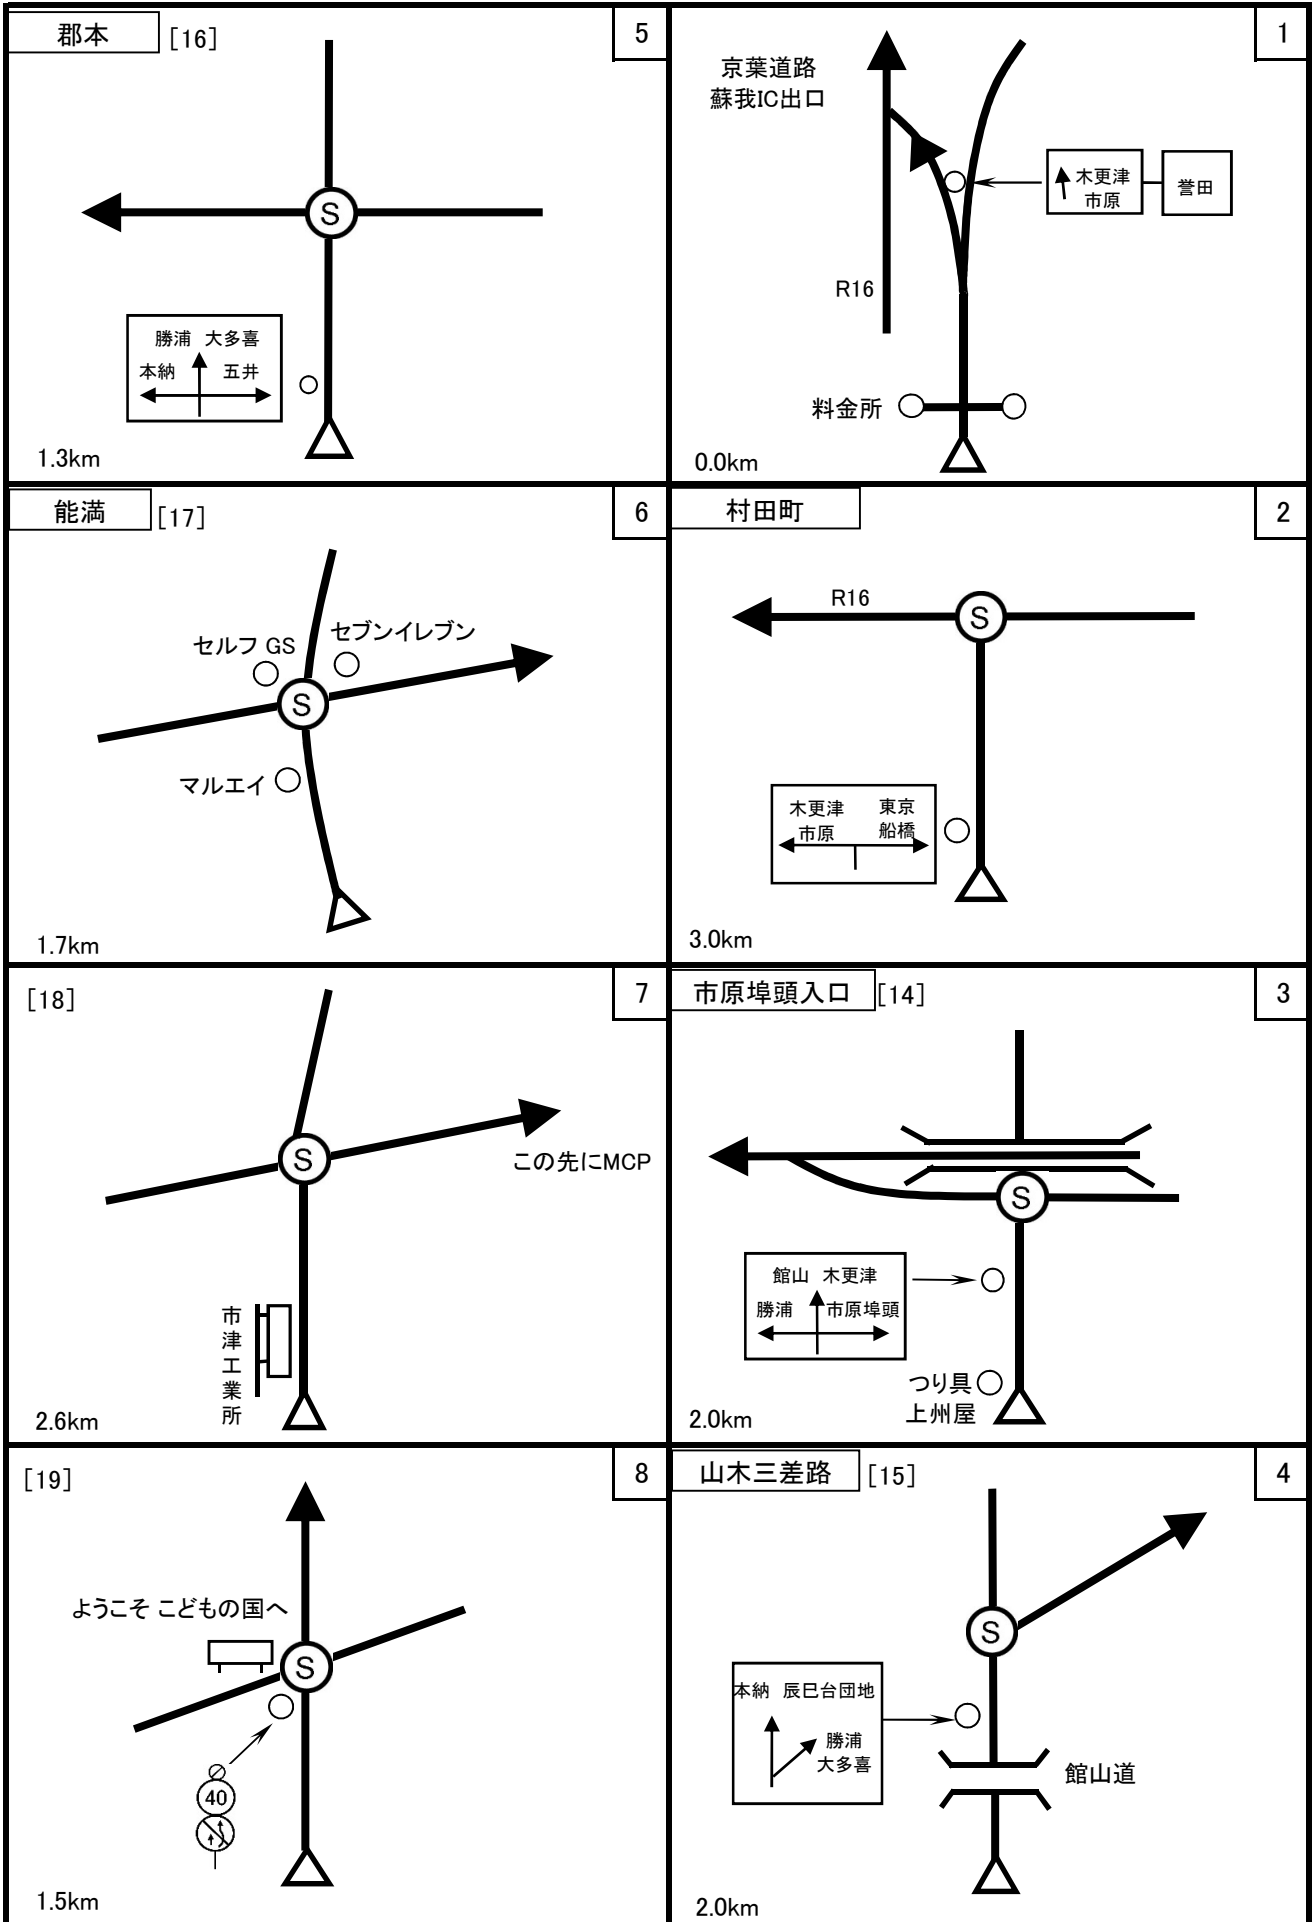 郡本
[16]
5
勝浦 大多喜
本納 五井
S
1.3km
1
京葉道路
蘇我IC出口
木更津
市原
誉田
R16
料金所
0.0km
能満
[17]
6
セルフ GS
セブンイレブン
S
マルエイ
1.7km
村田町
2
R16
S
木更津
市原
東京
船橋
3.0km
[18]
7
S
この先にMCP
市津工業所
2.6km
市原埠頭入口
[14]
3
S
館山 木更津
勝浦 市原埠頭
つり具
上州屋
2.0km
[19]
8
ようこそ こどもの国へ
S
40
1.5km
山木三差路
[15]
4
S
本納 辰巳台団地
勝浦
大多喜
館山道
2.0km